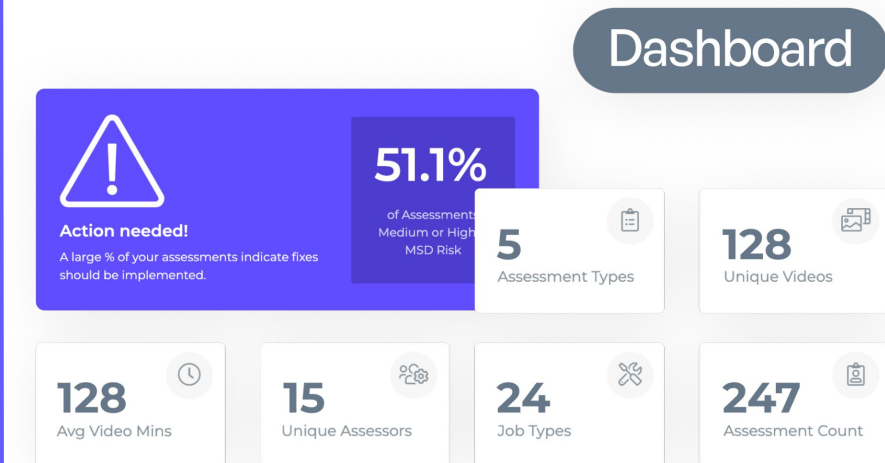 Dashboard
51.1%
of Assessments
Medium or High
MSD Risk
Action needed!
A large % of your assessments indicate fixes
should be implemented.
5
Assessment Types
128
Unique Videos
128
Avg Video Mins
15
Unique Assessors
24
Job Types
247
Assessment Count